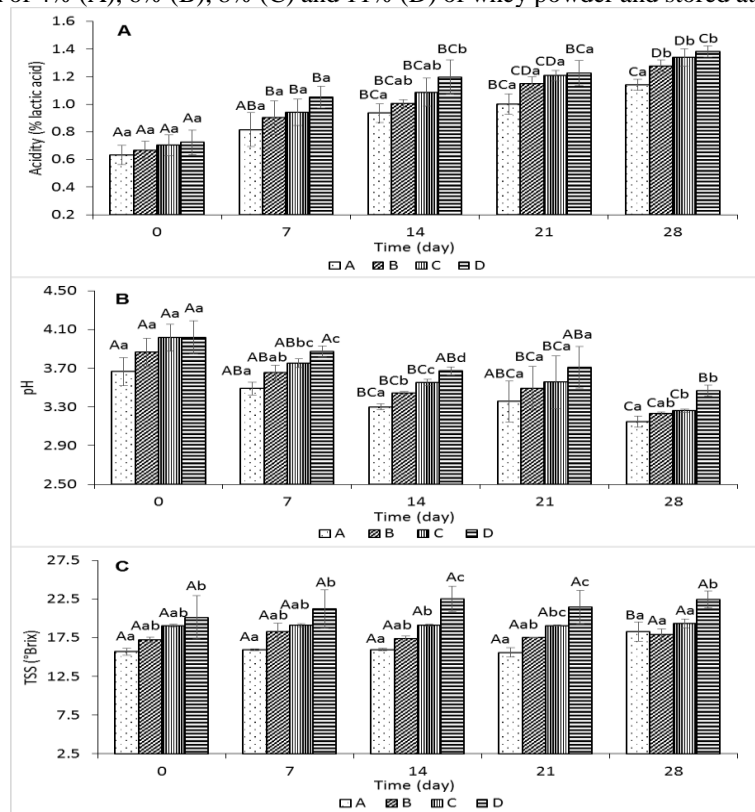 of 4% (A), 6% (B), 8% (C) and 11% (D) of whey powder and stored at
A
Acidity (% lactic acid)
1.6
1.4
1.2
1.0
0.8
0.6
0.4
0.2
Aa Aa Aa Aa
ABa Ba Ba Ba
BCa BCab BCab BCb
BCa CDa CDa BCa
Ca Db Db Cb
0 7 14 21 28
Time (day)
A B C D
B
pH
4.50
4.10
3.70
3.30
2.90
2.50
Aa Aa Aa Aa
ABa ABab ABbc Ac
BCa BCb BCc ABd
ABCa BCa BCa ABa
Ca Cab Cb Bb
0 7 14 21 28
Time (day)
A B C D
C
TSS (°Brix)
27.5
22.5
17.5
12.5
7.5
2.5
Aa Aab Aab Ab
Aa Aab Aab Ab
Aa Aab Ab Ac
Aa Aab Abc Ac
Ba Aa Aa Ab
0 7 14 21 28
Time (day)
A B C D